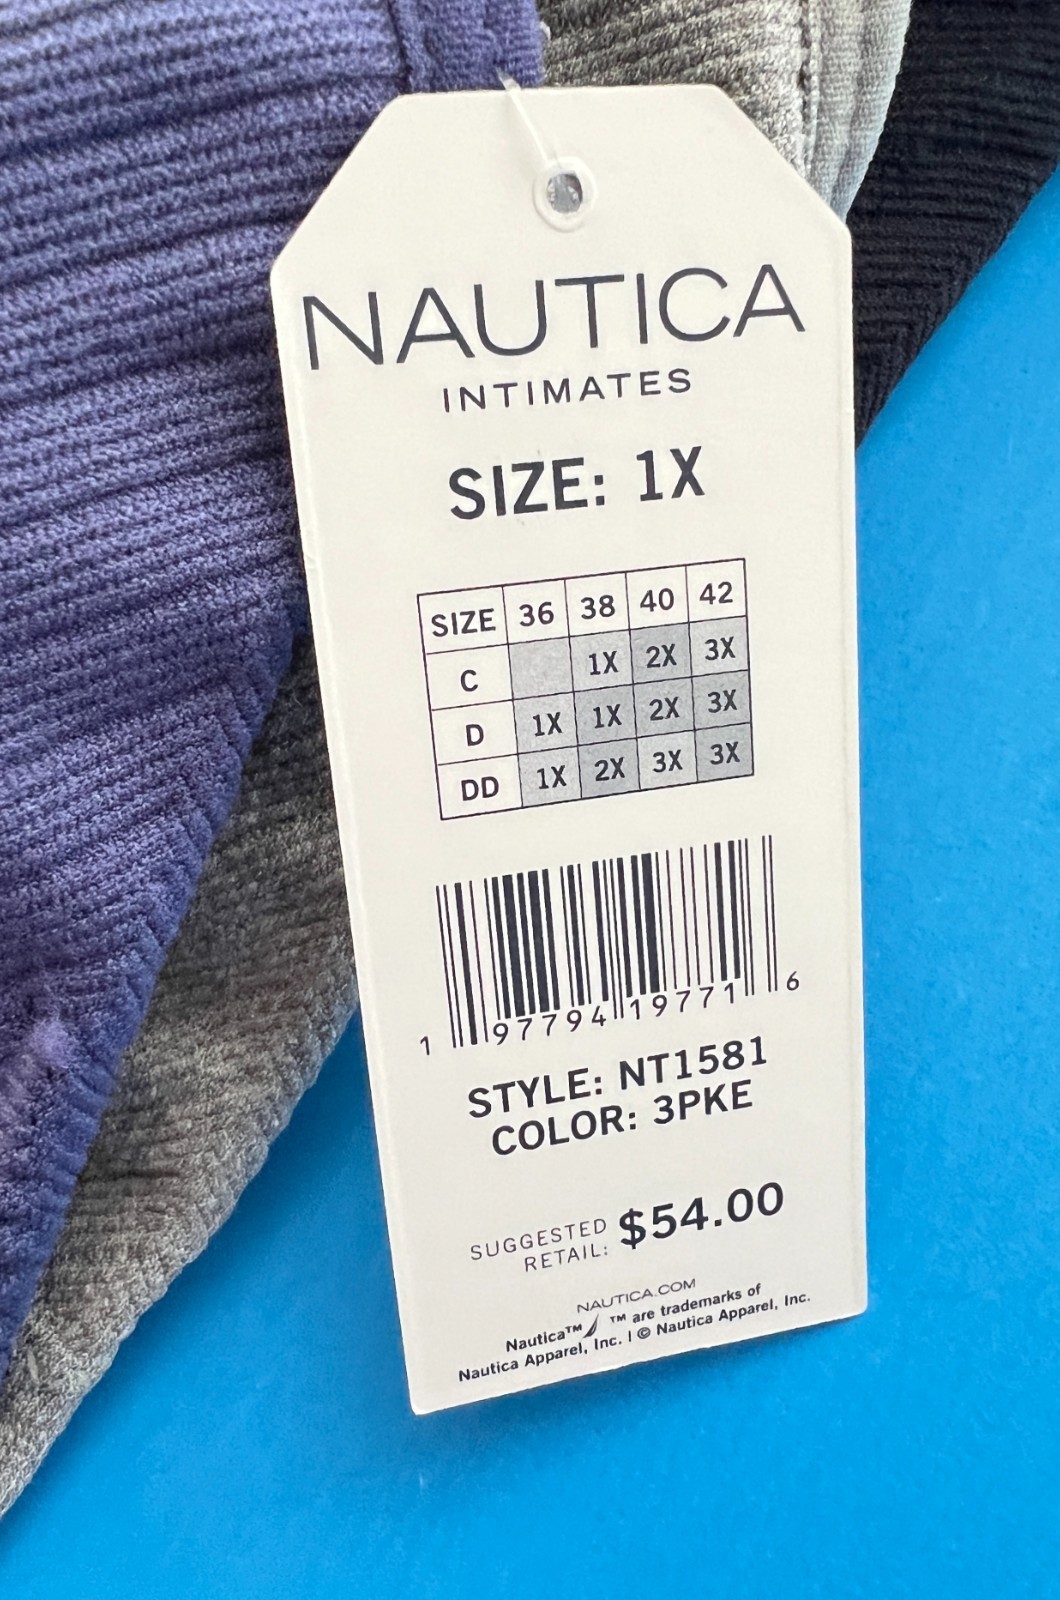 NAUTICA
INTIMATES
SIZE: 1X
SIZE 36 38 40 42
C 1X 2X 3X
D 1X 1X 2X 3X
DD 1X 2X 3X 3X
1 97794 19771 6
STYLE: NT1581
COLOR: 3PKE
SUGGESTED
RETAIL: $54.00
NAUTICA.COM
Nautica™ ™ are trademarks of
Nautica Apparel, Inc. | © Nautica Apparel, Inc.